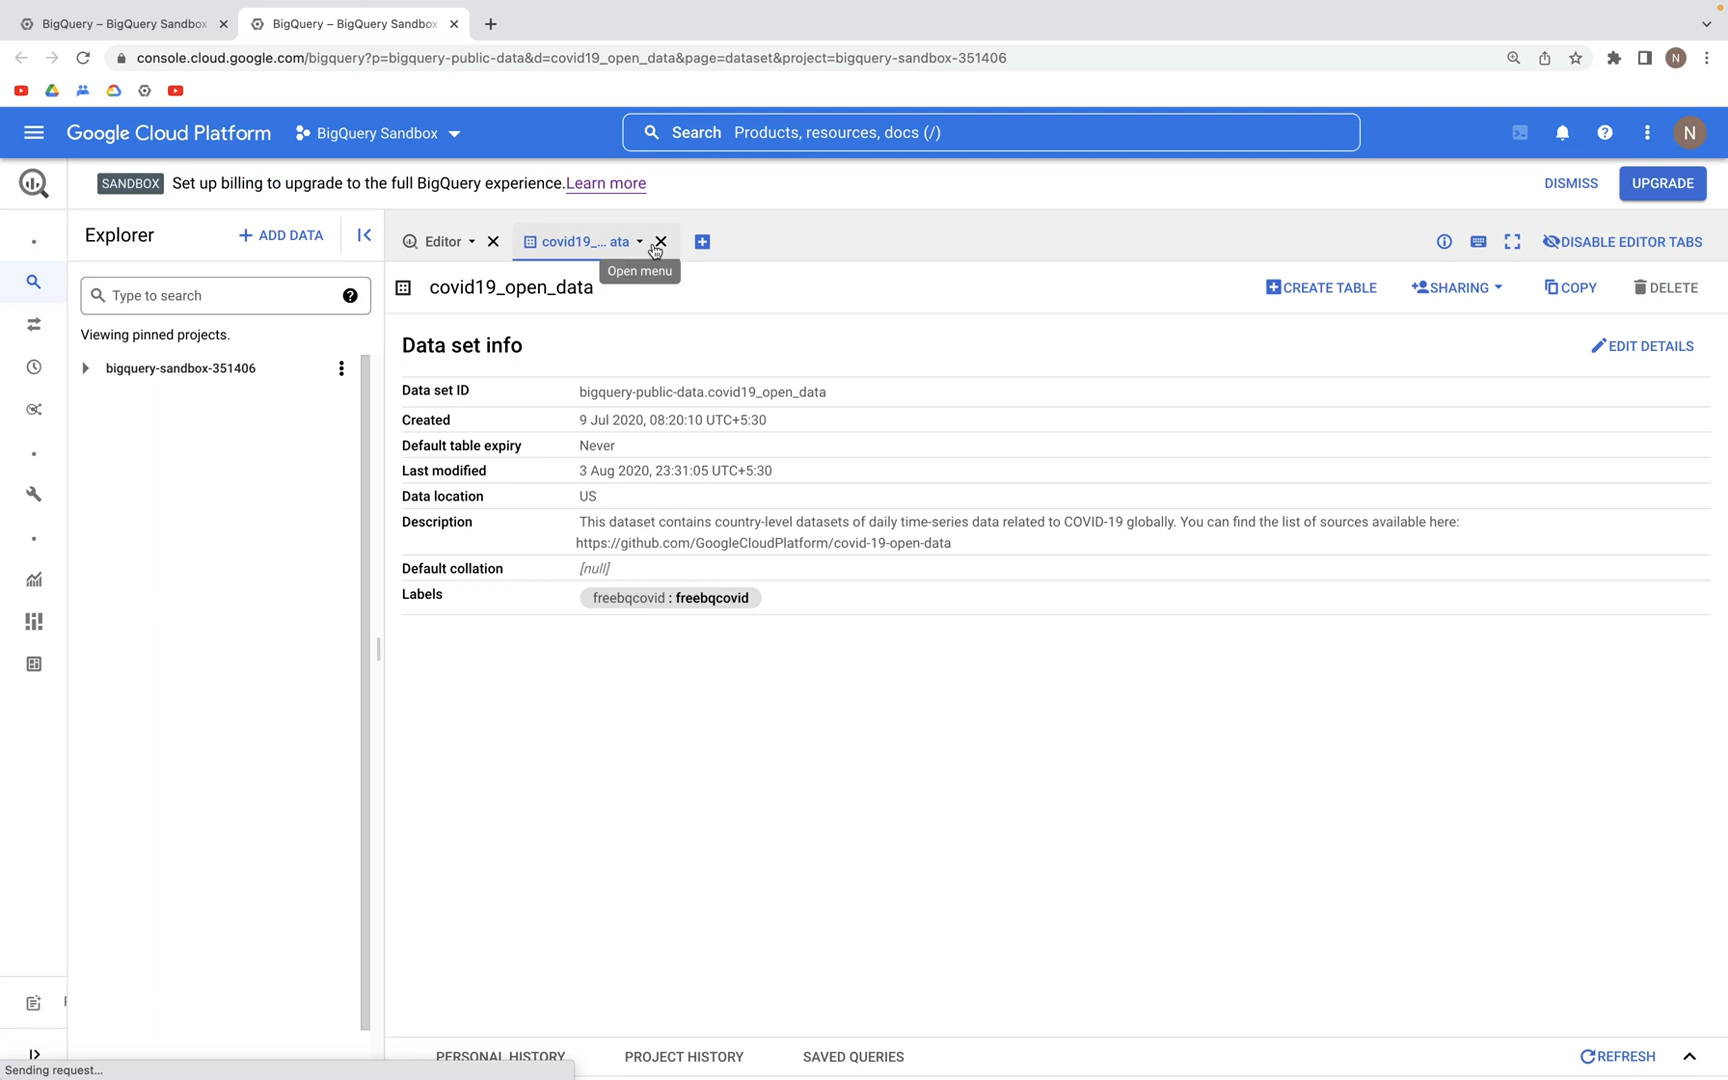 BigQuery – BigQuery Sandbox
BigQuery – BigQuery Sandbox
console.cloud.google.com/bigquery?p=bigquery-public-data&d=covid19_open_data&page=dataset&project=bigquery-sandbox-351406
N
Google Cloud Platform
BigQuery Sandbox
Search Products, resources, docs (/)
N
SANDBOX Set up billing to upgrade to the full BigQuery experience. Learn more
DISMISS
UPGRADE
Explorer
+ ADD DATA
Editor
covid19_... ata
DISABLE EDITOR TABS
Open menu
Type to search
covid19_open_data
CREATE TABLE
SHARING
COPY
DELETE
Viewing pinned projects.
bigquery-sandbox-351406
Data set info
EDIT DETAILS
Data set ID bigquery-public-data.covid19_open_data
Created 9 Jul 2020, 08:20:10 UTC+5:30
Default table expiry Never
Last modified 3 Aug 2020, 23:31:05 UTC+5:30
Data location US
Description This dataset contains country-level datasets of daily time-series data related to COVID-19 globally. You can find the list of sources available here:
https://github.com/GoogleCloudPlatform/covid-19-open-data
Default collation [null]
Labels freebqcovid : freebqcovid
PERSONAL HISTORY
PROJECT HISTORY
SAVED QUERIES
REFRESH
Sending request...